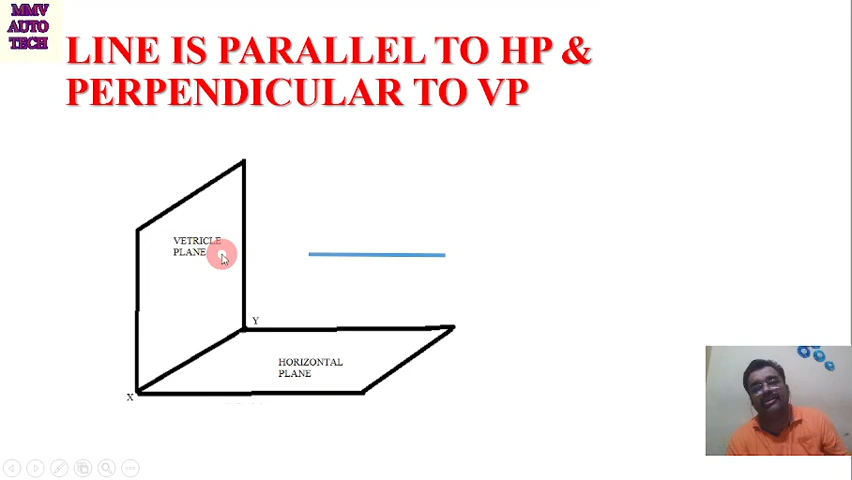 MMV
AUTO
TECH
LINE IS PARALLEL TO HP &
PERPENDICULAR TO VP
VETRICLE
PLANE
Y
HORIZONTAL
PLANE
X